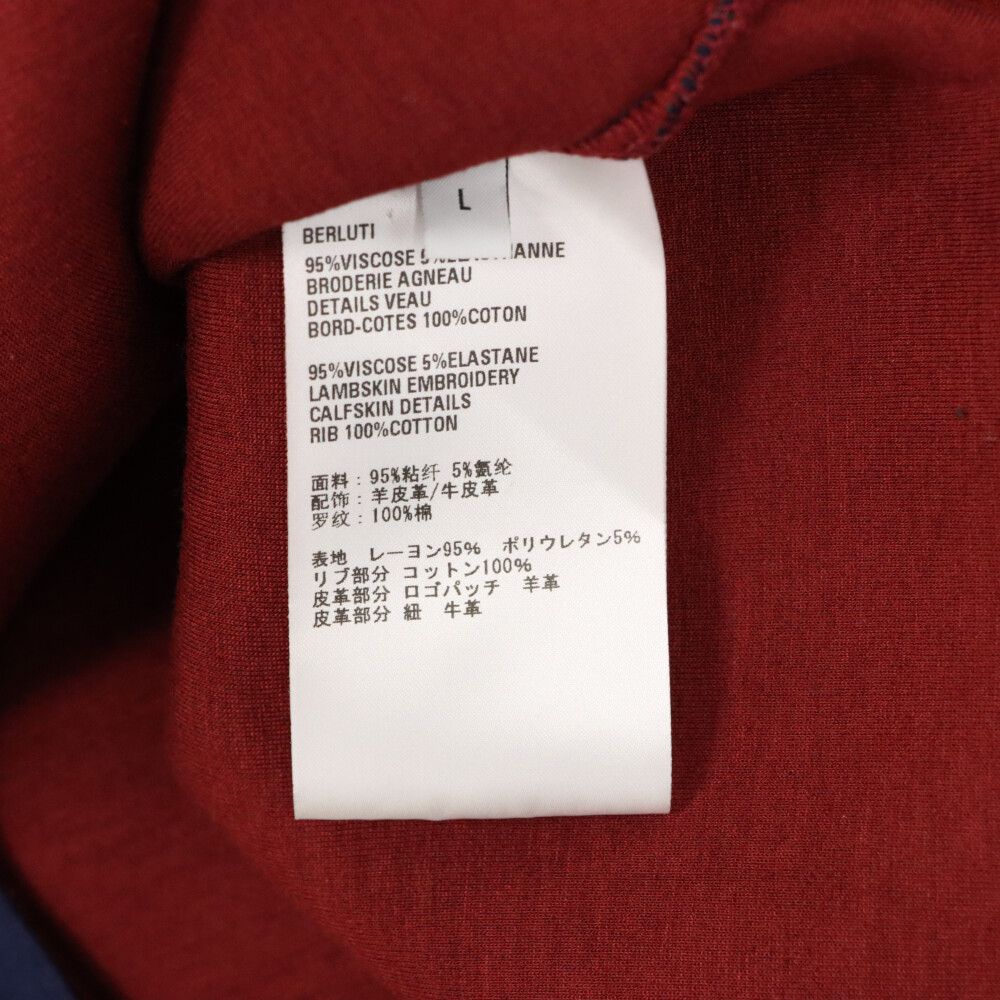 L
BERLUTI
95%VISCOSE
BRODERIE AGNEAU
DETAILS VEAU
BORD-COTES 100%COTON
95%VISCOSE 5%ELASTANE
LAMBSKIN EMBROIDERY
CALFSKIN DETAILS
RIB 100%COTTON
面料：95%粘纤 5%氨纶
配饰：羊皮革/牛皮革
罗纹：100%棉
表地 レーヨン95% ポリウレタン5%
リブ部分 コットン100%
皮革部分 ロゴパッチ 羊革
皮革部分 紐 牛革